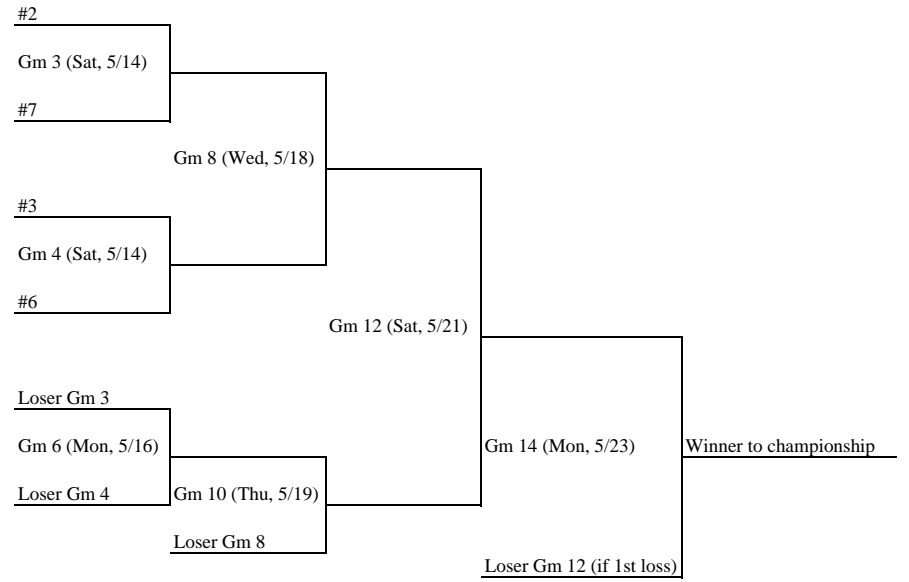 #2
Gm 3 (Sat, 5/14)
#7
Gm 8 (Wed, 5/18)
#3
Gm 4 (Sat, 5/14)
#6
Gm 12 (Sat, 5/21)
Loser Gm 3
Gm 6 (Mon, 5/16)
Gm 14 (Mon, 5/23)
Winner to championship
Loser Gm 4
Gm 10 (Thu, 5/19)
Loser Gm 8
Loser Gm 12 (if 1st loss)